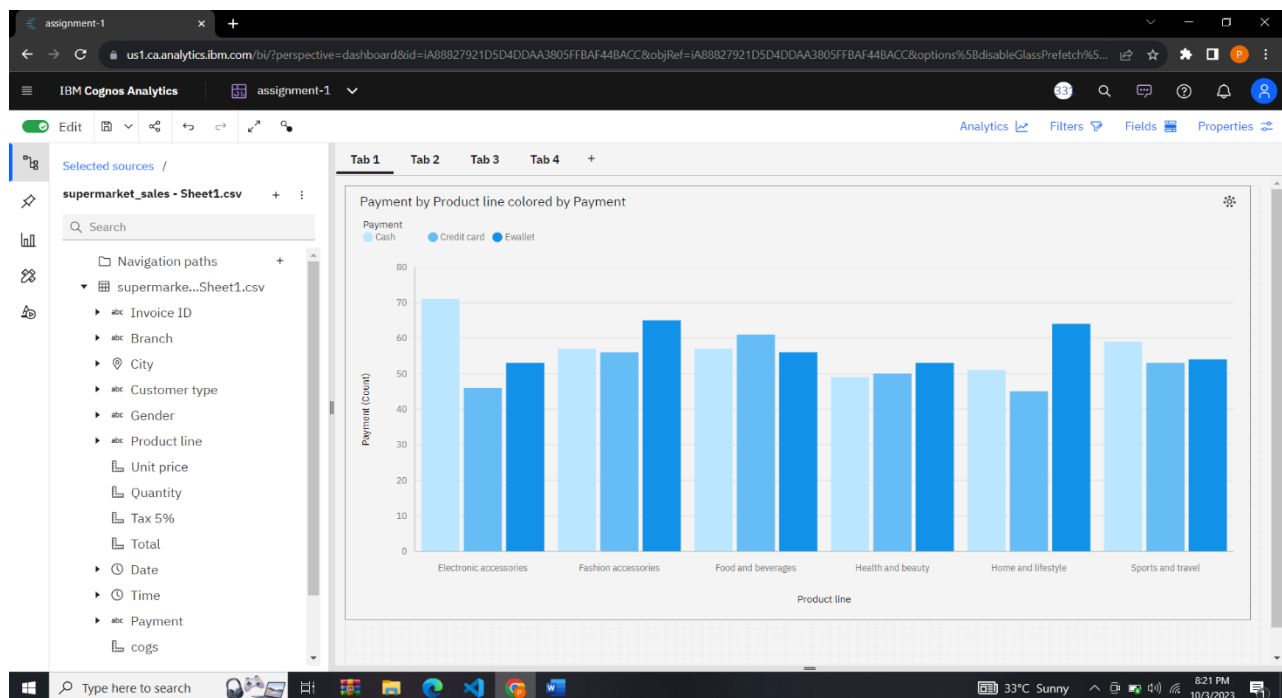 assignment-1
us1.ca.analytics.ibm.com/bi/?perspective=dashboard&id=iA88827921D5D4DDAA3805FFBAF44BACC&objRef=iA88827921D5D4DDAA3805FFBAF44BACC&options%5BdisableGlassPrefetch%5...
P
IBM Cognos Analytics
assignment-1
Edit
Analytics
Filters
Fields
Properties
Selected sources /
supermarket_sales - Sheet1.csv
Search
Navigation paths
supermarke...Sheet1.csv
abc Invoice ID
abc Branch
City
abc Customer type
abc Gender
abc Product line
Unit price
Quantity
Tax 5%
Total
Date
Time
abc Payment
cogs
Tab 1 Tab 2 Tab 3 Tab 4 +
Payment by Product line colored by Payment
Payment
Cash Credit card Ewallet
80
70
60
50
40
30
20
10
0
Payment (Count)
Electronic accessories Fashion accessories Food and beverages Health and beauty Home and lifestyle Sports and travel
Product line
Type here to search
33°C Sunny
8:21 PM
10/3/2023